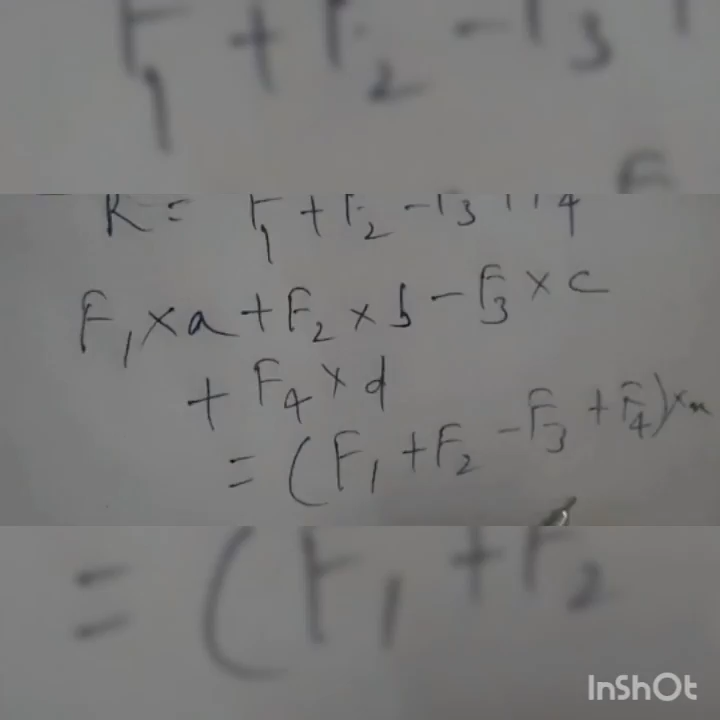 F₁ + F₂ - F₃
R = F₁ + F₂ - F₃ + F₄
F₁ × a + F₂ × b - F₃ × c
+ F₄ × d
= (F₁ + F₂ - F₃ + F₄) × x
= (F₁ + F₂
InShOt